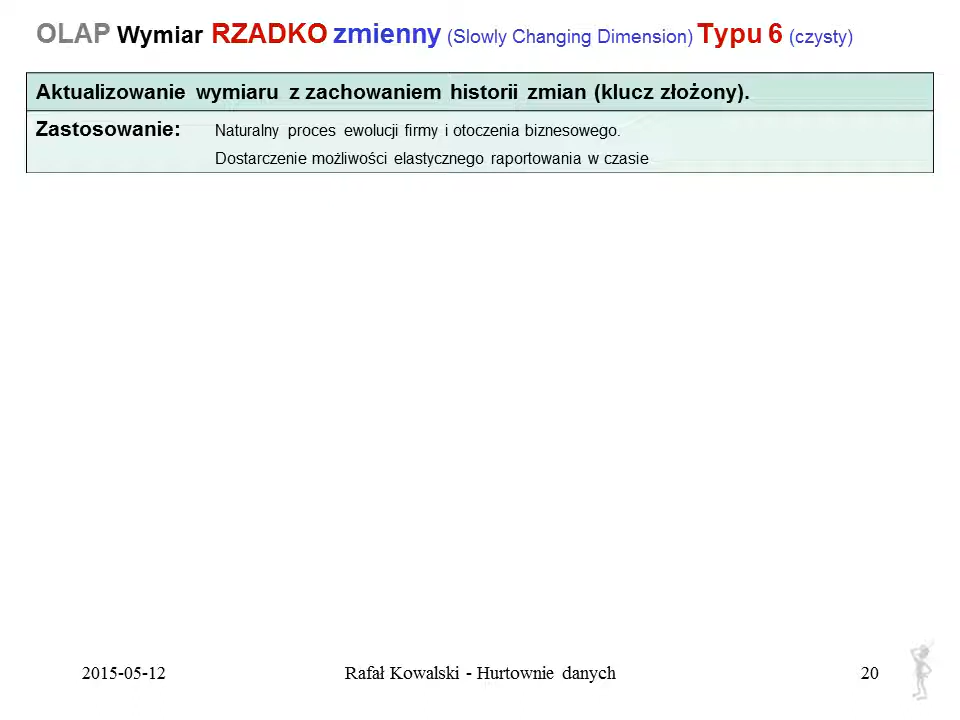 OLAP Wymiar RZADKO zmienny (Slowly Changing Dimension) Typu 6 (czysty)
Aktualizowanie wymiaru z zachowaniem historii zmian (klucz złożony).
Zastosowanie: Naturalny proces ewolucji firmy i otoczenia biznesowego.
Dostarczenie możliwości elastycznego raportowania w czasie
2015-05-12 Rafał Kowalski - Hurtownie danych 20